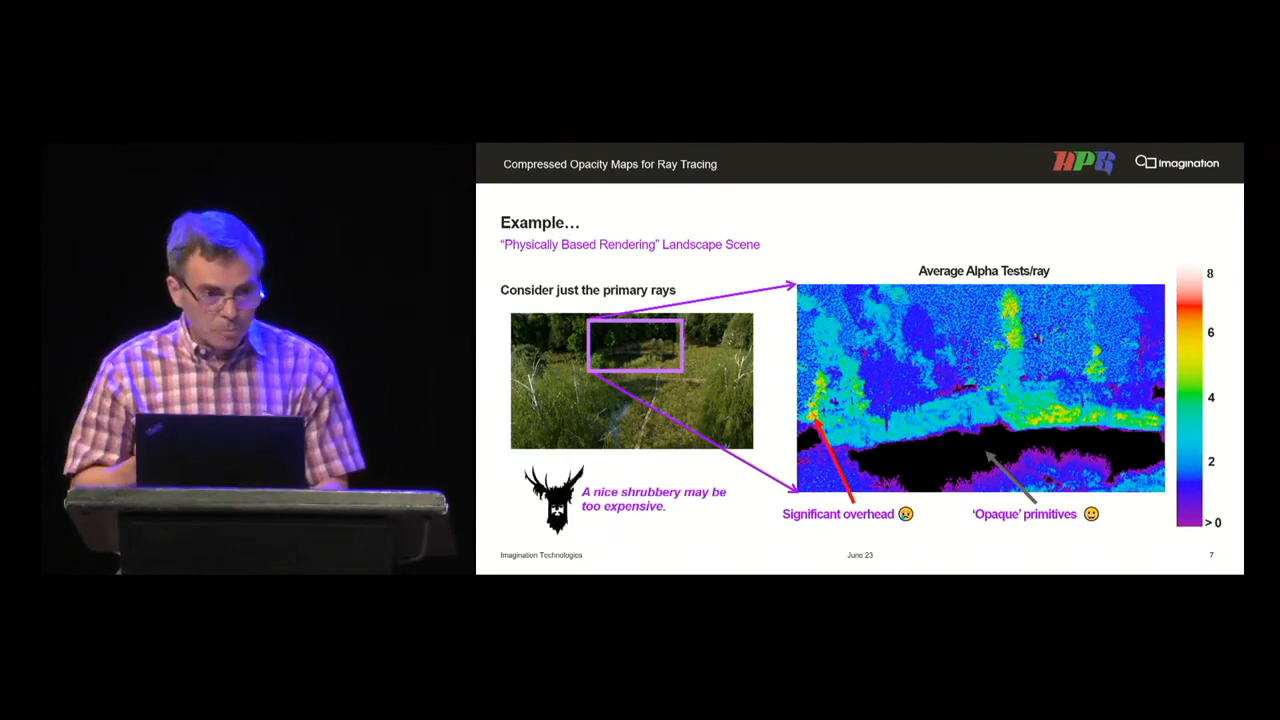 Compressed Opacity Maps for Ray Tracing
HPG
Imagination
Example…
“Physically Based Rendering” Landscape Scene
Average Alpha Tests/ray
Consider just the primary rays
8
6
4
2
> 0
A nice shrubbery may be
too expensive.
Significant overhead 😢
‘Opaque’ primitives 😀
Imagination Technologies
June 23
7